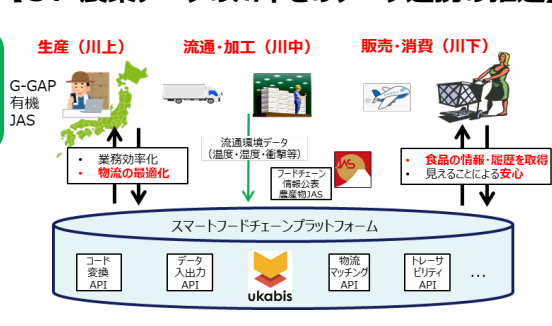 生産（川上）
流通・加工（川中）
販売・消費（川下）
G-GAP
有機
JAS
流通環境データ
（温度・湿度・衝撃等）
• 業務効率化
• 物流の最適化
フードチェーン
情報公表
農産物JAS
JAS
• 食品の情報・履歴を取得
• 見えることによる安心
スマートフードチェーンプラットフォーム
コード
変換
API
データ
入出力
API
ukabis
物流
マッチング
API
トレーサ
ビリティ
API
…